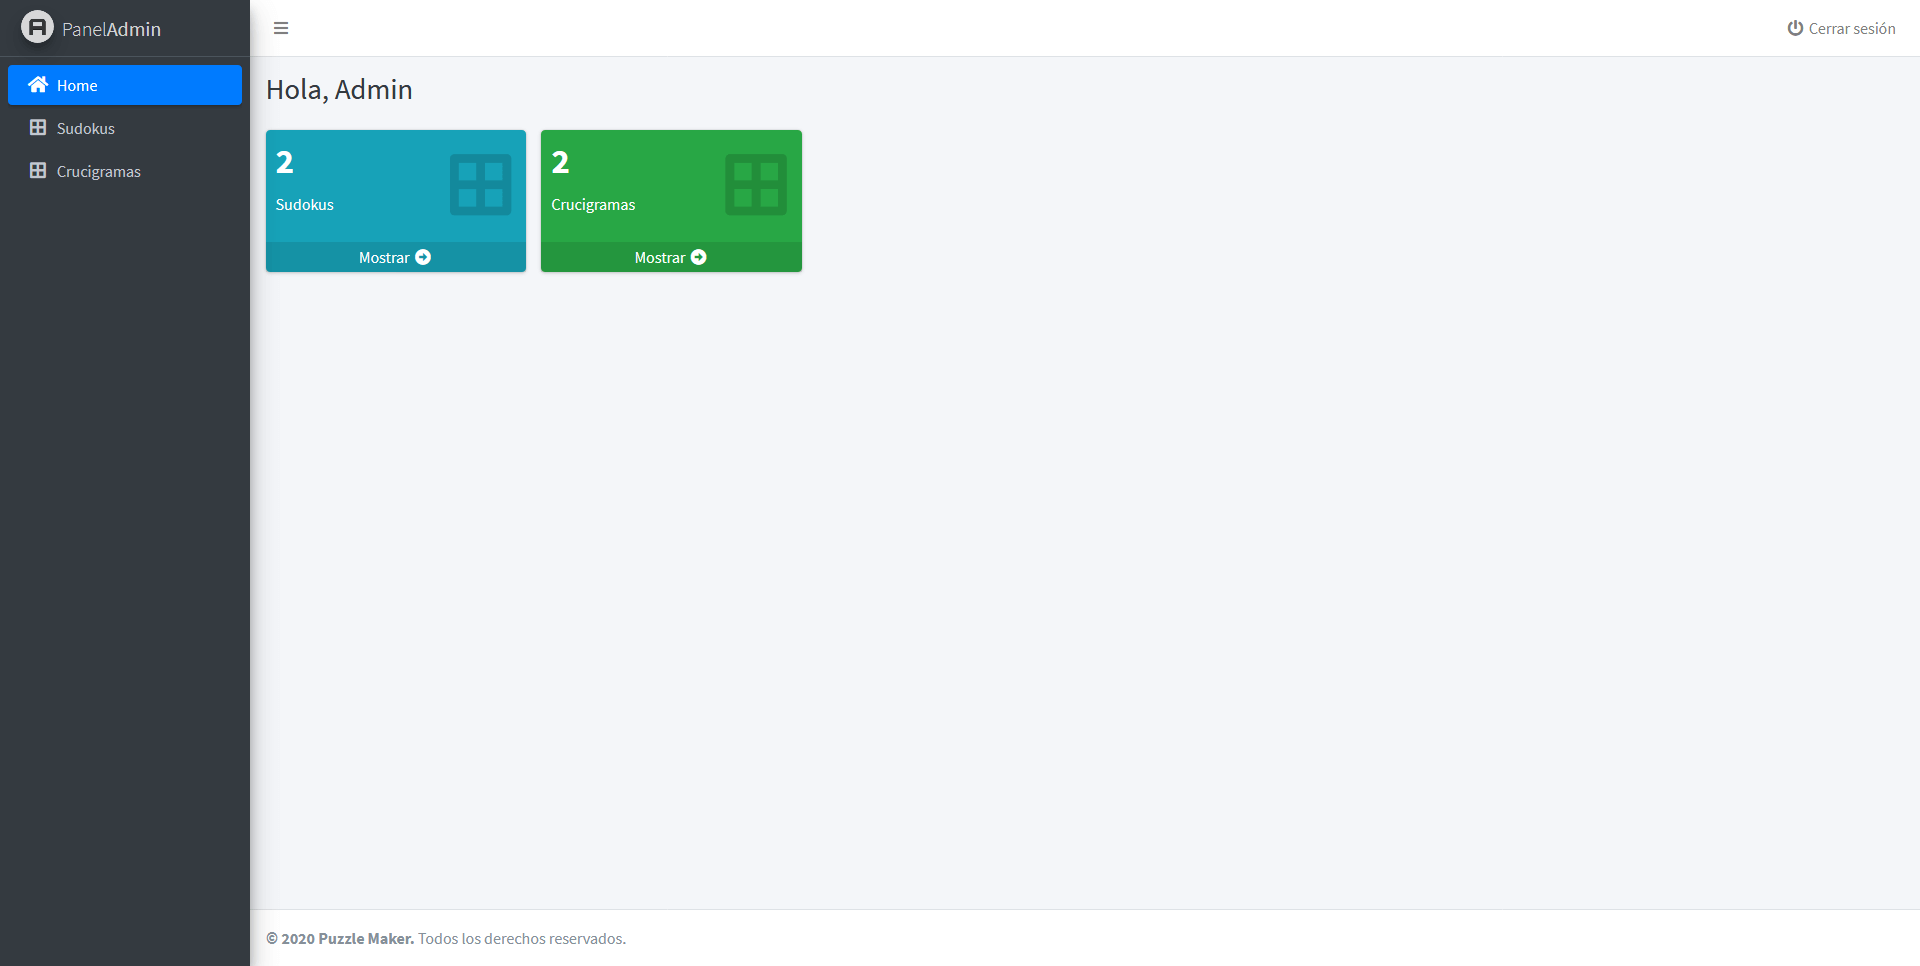 PanelAdmin
Cerrar sesión
Home
Sudokus
Crucigramas
Hola, Admin
2
Sudokus
Mostrar
2
Crucigramas
Mostrar
© 2020 Puzzle Maker. Todos los derechos reservados.